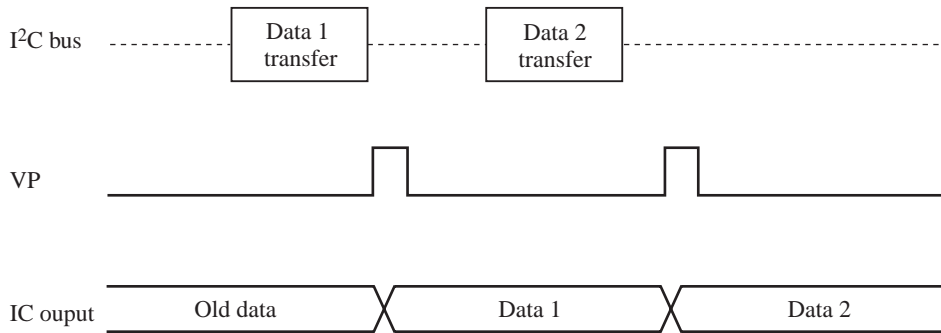 I²C bus
Data 1
transfer
Data 2
transfer
VP
IC ouput
Old data
Data 1
Data 2